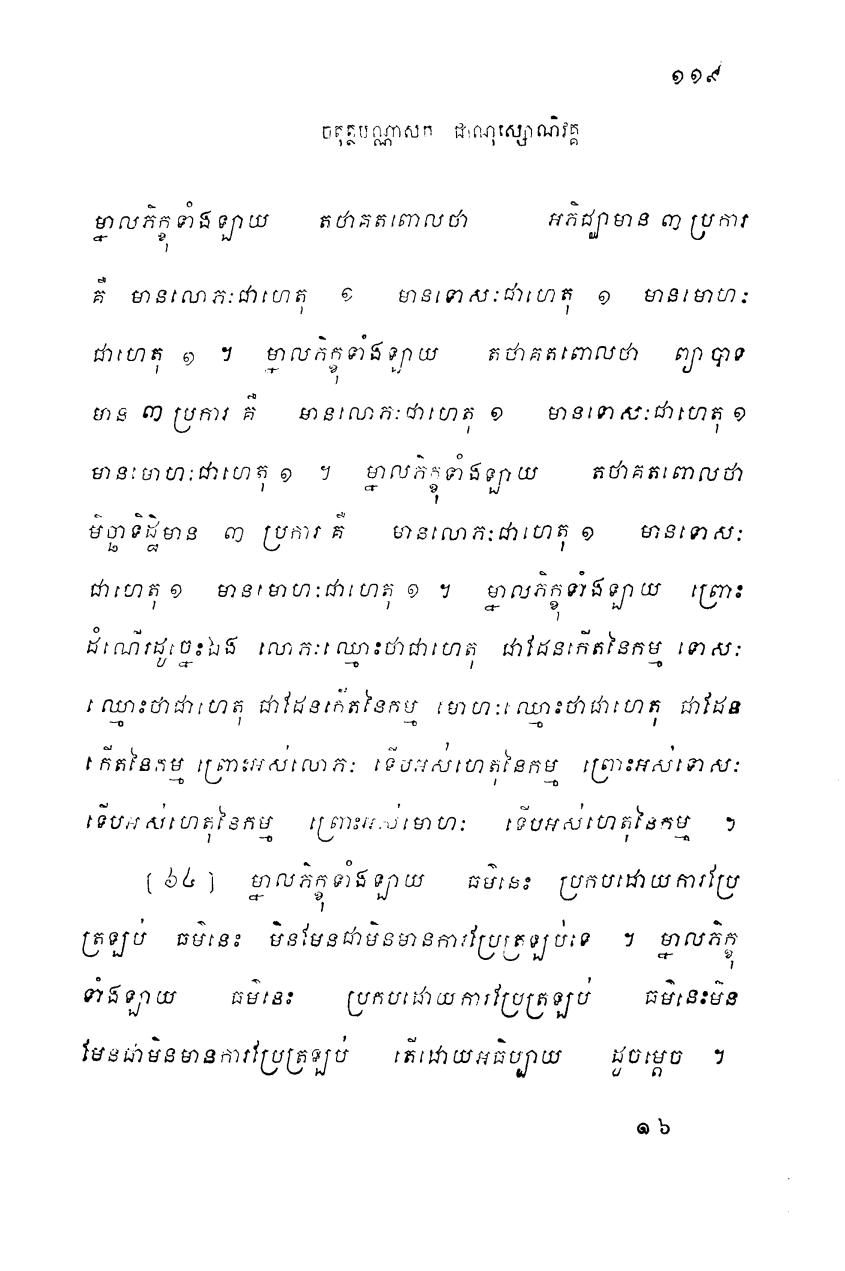 ១១៩
ចតុត្ថបណ្ណាសក ជាណុស្សោណិវគ្គ
ម្នាលភិក្ខុទាំងឡាយ តថាគតពោលថា អភិជ្ឈាមាន ៣ ប្រការ
គឺ មានលោភៈជាហេតុ ១ មានទោសៈជាហេតុ ១ មានមោហៈ
ជាហេតុ ១ ។ ម្នាលភិក្ខុទាំងឡាយ តថាគតពោលថា ព្យាបាទ
មាន ៣ ប្រការ គឺ មានលោភៈជាហេតុ ១ មានទោសៈជាហេតុ ១
មានមោហៈជាហេតុ ១ ។ ម្នាលភិក្ខុទាំងឡាយ តថាគតពោលថា
មិច្ឆាទិដ្ឋិមាន ៣ ប្រការ គឺ មានលោភៈជាហេតុ ១ មានទោសៈ
ជាហេតុ ១ មានមោហៈជាហេតុ ១ ។ ម្នាលភិក្ខុទាំងឡាយ ព្រោះ
ដំណើរដូច្នេះឯង លោភៈឈ្មោះថាជាហេតុ ជាដែនកើតនៃកម្ម ទោសៈ
ឈ្មោះថាជាហេតុ ជាដែនកើតនៃកម្ម មោហៈឈ្មោះថាជាហេតុ ជាដែន
កើតនៃកម្ម ព្រោះអស់លោភៈ ទើបអស់ហេតុនៃកម្ម ព្រោះអស់ទោសៈ
ទើបអស់ហេតុនៃកម្ម ព្រោះអស់មោហៈ ទើបអស់ហេតុនៃកម្ម ។
[ ៦៤ ] ម្នាលភិក្ខុទាំងឡាយ ធម៌នេះ ប្រកបដោយការប្រែ
ត្រឡប់ ធម៌នេះ មិនមែនជាមិនមានការប្រែត្រឡប់ទេ ។ ម្នាលភិក្ខុ
ទាំងឡាយ ធម៌នេះ ប្រកបដោយការប្រែត្រឡប់ ធម៌នេះមិន
មែនជាមិនមានការប្រែត្រឡប់ តើដោយអធិប្បាយ ដូចម្តេច ។
១៦